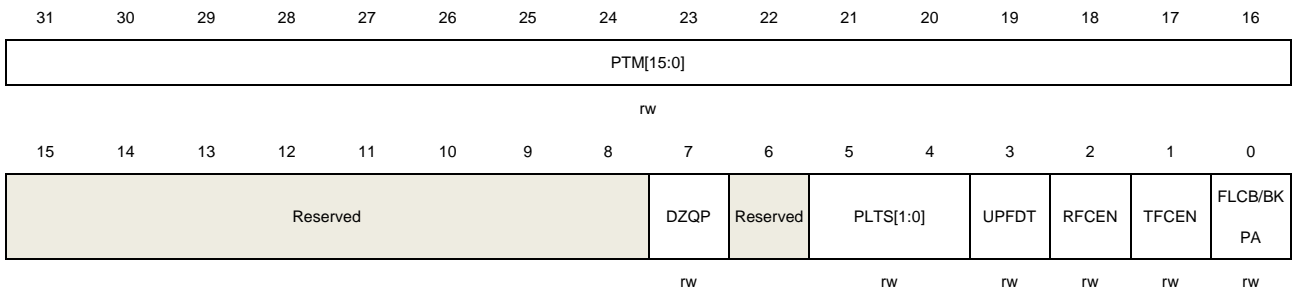 31 30 29 28 27 26 25 24 23 22 21 20 19 18 17 16
PTM[15:0]
rw
15 14 13 12 11 10 9 8 7 6 5 4 3 2 1 0
Reserved DZQP Reserved PLTS[1:0] UPFDT RFCEN TFCEN FLCB/BK
PA
rw rw rw rw rw rw